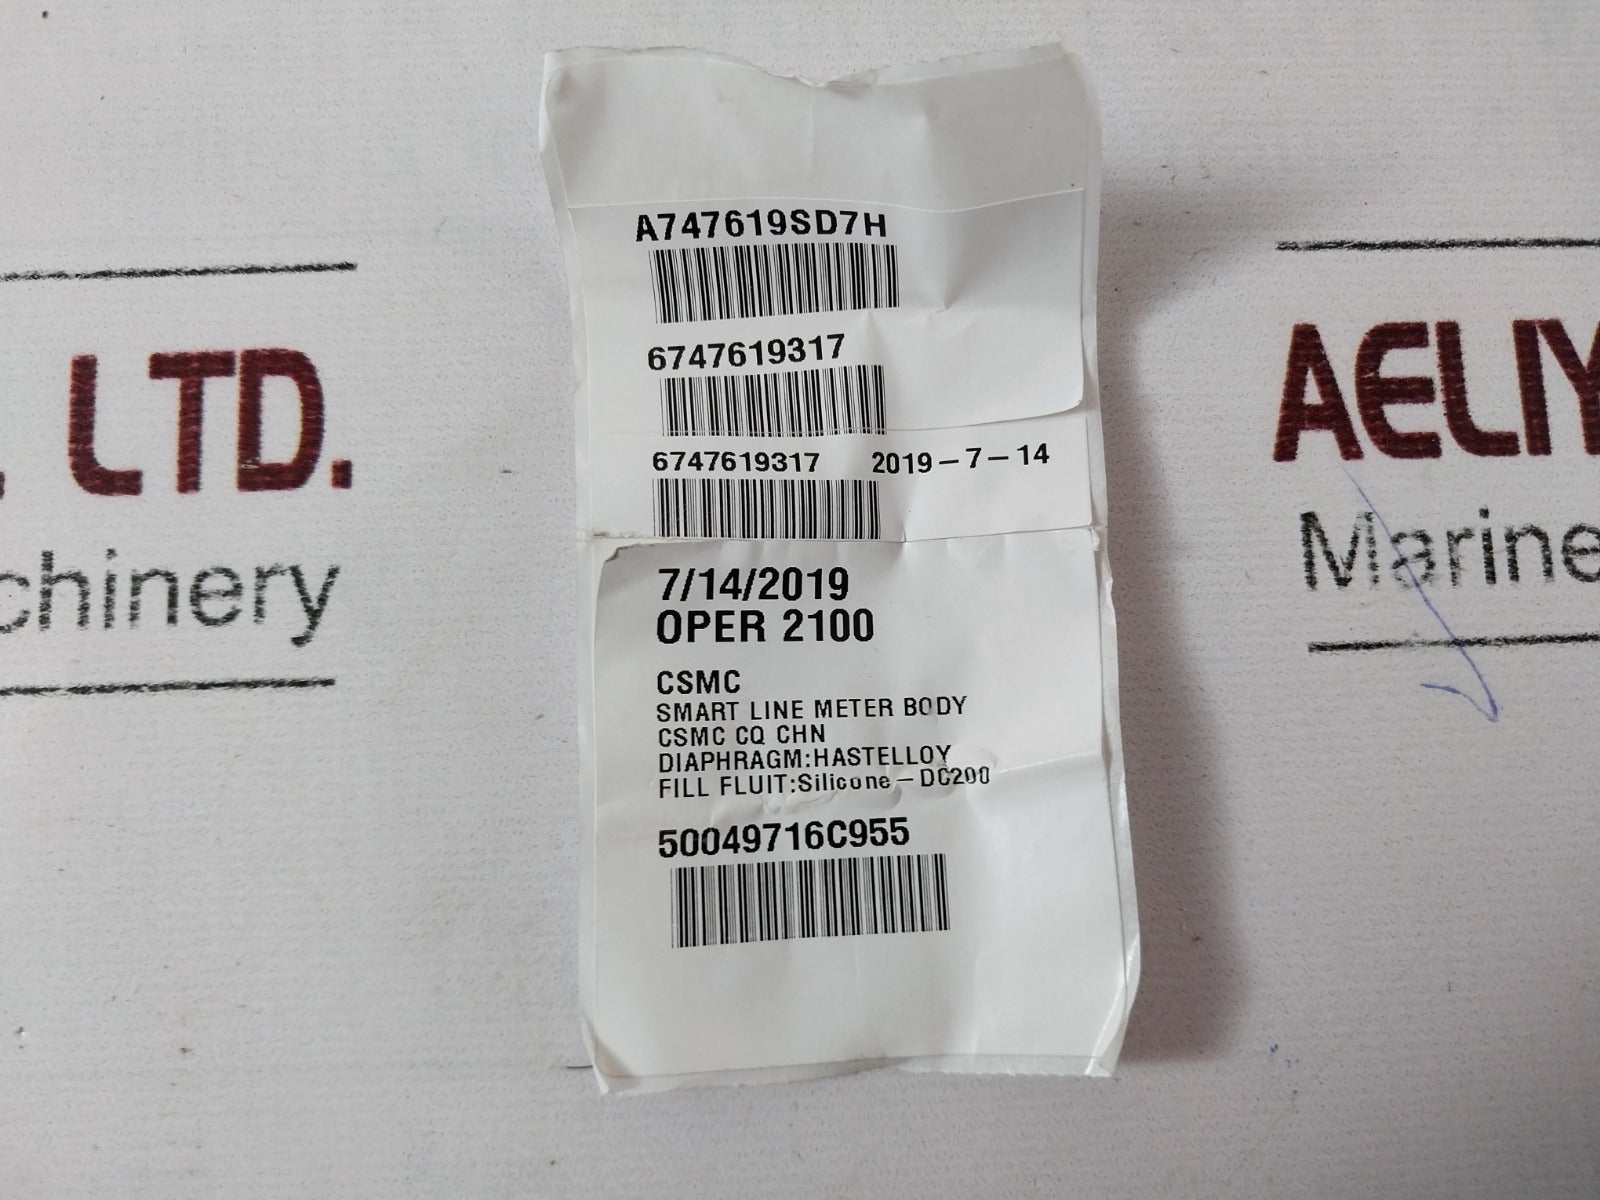 A747619SD7H
6747619317
6747619317 2019-7-14
7/14/2019
OPER 2100
CSMC
SMART LINE METER BODY
CSMC CQ CHN
DIAPHRAGM:HASTELLOY
FILL FLUIT:Silicone-DC200
50049716C955
. LTD.
chinery
AELIY
Marine